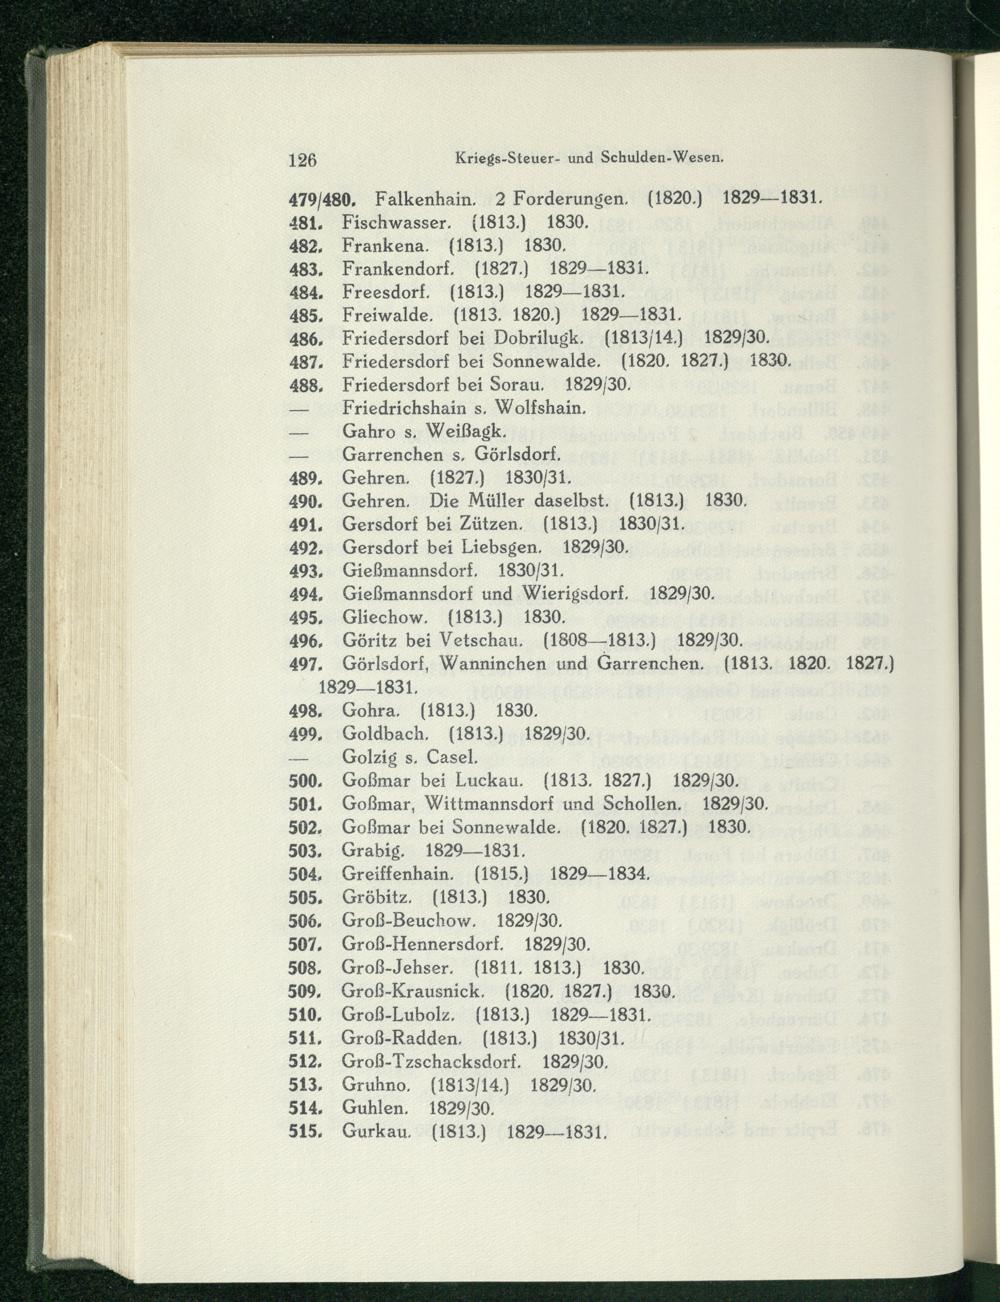 126 Kriegs-Steuer- und Schulden-Wesen.
479/480. Falkenhain. 2 Forderungen. (1820.) 1829—1831.
481. Fischwasser. (1813.) 1830.
482. Frankena. (1813.) 1830.
483. Frankendorf. (1827.) 1829—1831.
484. Freesdorf. (1813.) 1829—1831.
485. Freiwalde. (1813. 1820.) 1829—1831.
486. Friedersdorf bei Dobrilugk. (1813/14.) 1829/30.
487. Friedersdorf bei Sonnewalde. (1820. 1827.) 1830.
488. Friedersdorf bei Sorau. 1829/30.
— Friedrichshain s. Wolfshain.
— Gahro s. Weißagk.
— Garrenchen s. Görlsdorf.
489. Gehren. (1827.) 1830/31.
490. Gehren. Die Müller daselbst. (1813.) 1830.
491. Gersdorf bei Zützen. (1813.) 1830/31.
492. Gersdorf bei Liebsgen. 1829/30.
493. Gießmannsdorf. 1830/31.
494. Gießmannsdorf und Wierigsdorf. 1829/30.
495. Gliechow. (1813.) 1830.
496. Göritz bei Vetschau. (1808—1813.) 1829/30.
497. Görlsdorf, Wanninchen und Garrenchen. (1813. 1820. 1827.)
1829—1831.
498. Gohra. (1813.) 1830.
499. Goldbach. (1813.) 1829/30.
— Golzig s. Casel.
500. Goßmar bei Luckau. (1813. 1827.) 1829/30.
501. Goßmar, Wittmannsdorf und Schollen. 1829/30.
502. Goßmar bei Sonnewalde. (1820. 1827.) 1830.
503. Grabig. 1829—1831.
504. Greiffenhain. (1815.) 1829—1834.
505. Gröbitz. (1813.) 1830.
506. Groß-Beuchow. 1829/30.
507. Groß-Hennersdorf. 1829/30.
508. Groß-Jehser. (1811. 1813.) 1830.
509. Groß-Krausnick. (1820. 1827.) 1830.
510. Groß-Lubolz. (1813.) 1829—1831.
511. Groß-Radden. (1813.) 1830/31.
512. Groß-Tzschacksdorf. 1829/30.
513. Gruhno. (1813/14.) 1829/30.
514. Guhlen. 1829/30.
515. Gurkau. (1813.) 1829—1831.